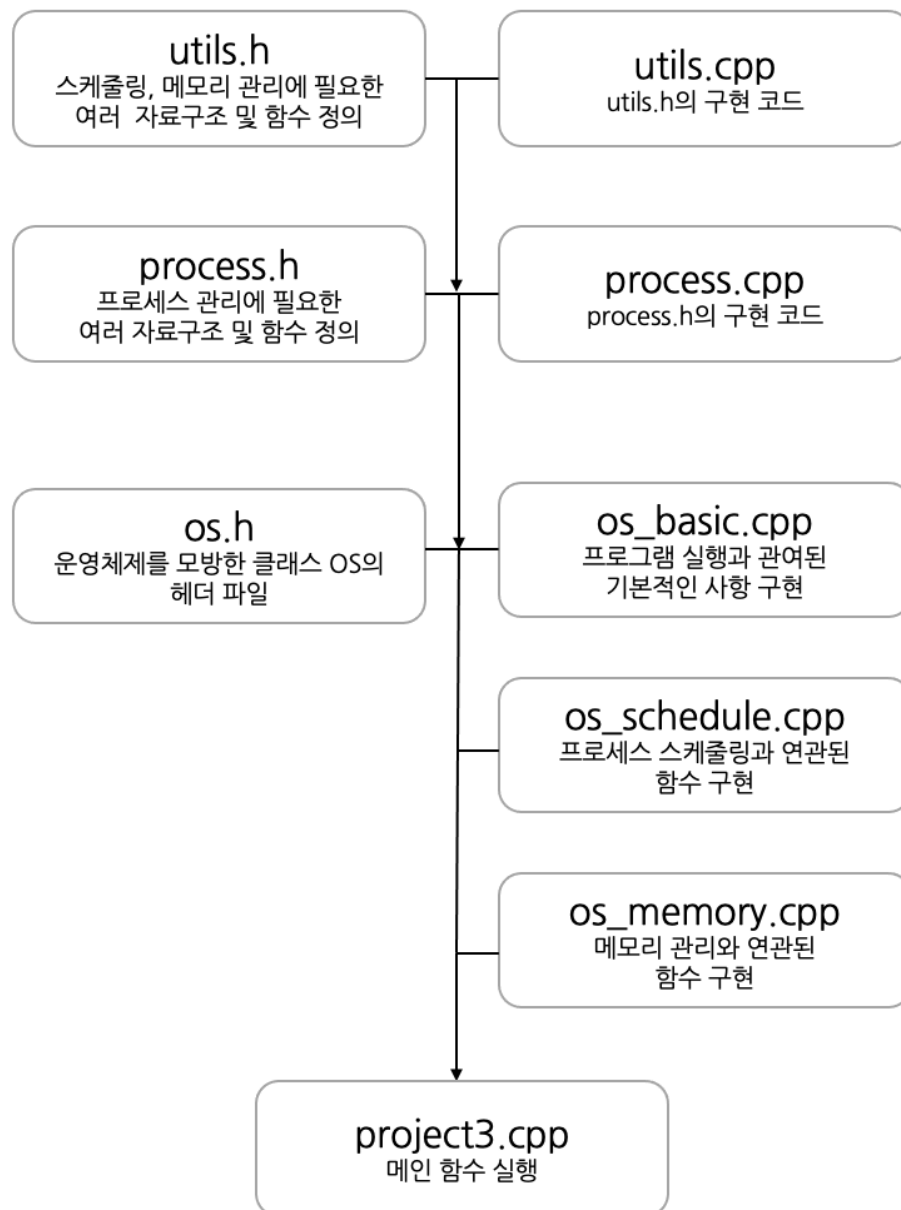 utils.h
스케줄링, 메모리 관리에 필요한
여러 자료구조 및 함수 정의
utils.cpp
utils.h의 구현 코드
process.h
프로세스 관리에 필요한
여러 자료구조 및 함수 정의
process.cpp
process.h의 구현 코드
os.h
운영체제를 모방한 클래스 OS의
헤더 파일
os_basic.cpp
프로그램 실행과 관여된
기본적인 사항 구현
os_schedule.cpp
프로세스 스케줄링과 연관된
함수 구현
os_memory.cpp
메모리 관리와 연관된
함수 구현
project3.cpp
메인 함수 실행